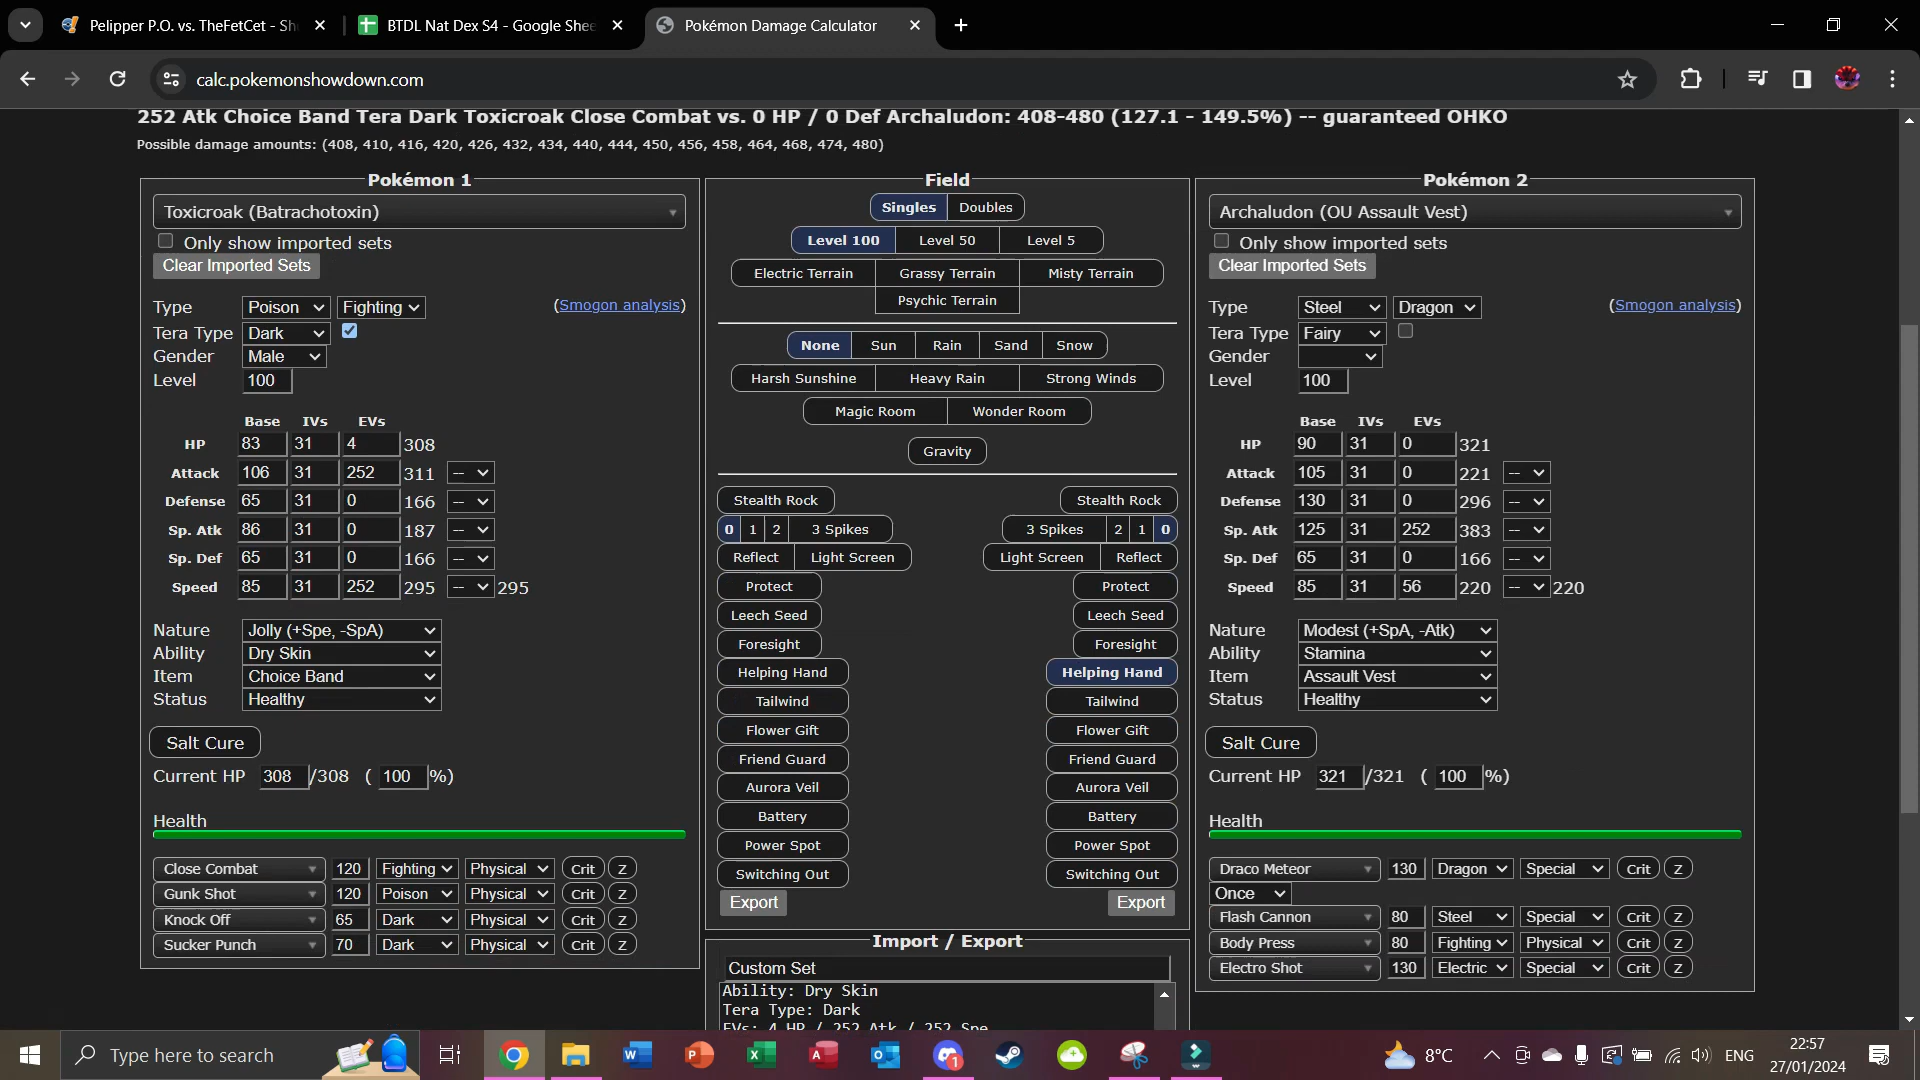 Pelipper P.O. vs. TheFetCet - Sh
BTDL Nat Dex S4 - Google Shee
Pokémon Damage Calculator
calc.pokemonshowdown.com
252 Atk Choice Band Tera Dark Toxicroak Close Combat vs. 0 HP / 0 Def Archaludon: 408-480 (127.1 - 149.5%) -- guaranteed OHKO
Possible damage amounts: (408, 410, 416, 420, 426, 432, 434, 440, 444, 450, 456, 458, 464, 468, 474, 480)
Pokémon 1
Toxicroak (Batrachotoxin)
Only show imported sets
Clear Imported Sets
Type Poison Fighting (Smogon analysis)
Tera Type Dark
Gender Male
Level 100
Base IVs EVs
HP 83 31 4 308
Attack 106 31 252 311 --
Defense 65 31 0 166 --
Sp. Atk 86 31 0 187 --
Sp. Def 65 31 0 166 --
Speed 85 31 252 295 -- 295
Nature Jolly (+Spe, -SpA)
Ability Dry Skin
Item Choice Band
Status Healthy
Salt Cure
Current HP 308 /308 ( 100 %)
Health
Close Combat 120 Fighting Physical Crit Z
Gunk Shot 120 Poison Physical Crit Z
Knock Off 65 Dark Physical Crit Z
Sucker Punch 70 Dark Physical Crit Z
Field
Singles Doubles
Level 100 Level 50 Level 5
Electric Terrain Grassy Terrain Misty Terrain
Psychic Terrain
None Sun Rain Sand Snow
Harsh Sunshine Heavy Rain Strong Winds
Magic Room Wonder Room
Gravity
Stealth Rock Stealth Rock
0 1 2 3 Spikes 3 Spikes 2 1 0
Reflect Light Screen Light Screen Reflect
Protect Protect
Leech Seed Leech Seed
Foresight Foresight
Helping Hand Helping Hand
Tailwind Tailwind
Flower Gift Flower Gift
Friend Guard Friend Guard
Aurora Veil Aurora Veil
Battery Battery
Power Spot Power Spot
Switching Out Switching Out
Export Export
Import / Export
Custom Set
Ability: Dry Skin
Tera Type: Dark
EVs: 4 HP / 252 Atk / 252 Spe
Pokémon 2
Archaludon (OU Assault Vest)
Only show imported sets
Clear Imported Sets
Type Steel Dragon (Smogon analysis)
Tera Type Fairy
Gender
Level 100
Base IVs EVs
HP 90 31 0 321
Attack 105 31 0 221 --
Defense 130 31 0 296 --
Sp. Atk 125 31 252 383 --
Sp. Def 65 31 0 166 --
Speed 85 31 56 220 -- 220
Nature Modest (+SpA, -Atk)
Ability Stamina
Item Assault Vest
Status Healthy
Salt Cure
Current HP 321 /321 ( 100 %)
Health
Draco Meteor 130 Dragon Special Crit Z
Once
Flash Cannon 80 Steel Special Crit Z
Body Press 80 Fighting Physical Crit Z
Electro Shot 130 Electric Special Crit Z
Type here to search
8°C
ENG
22:57
27/01/2024